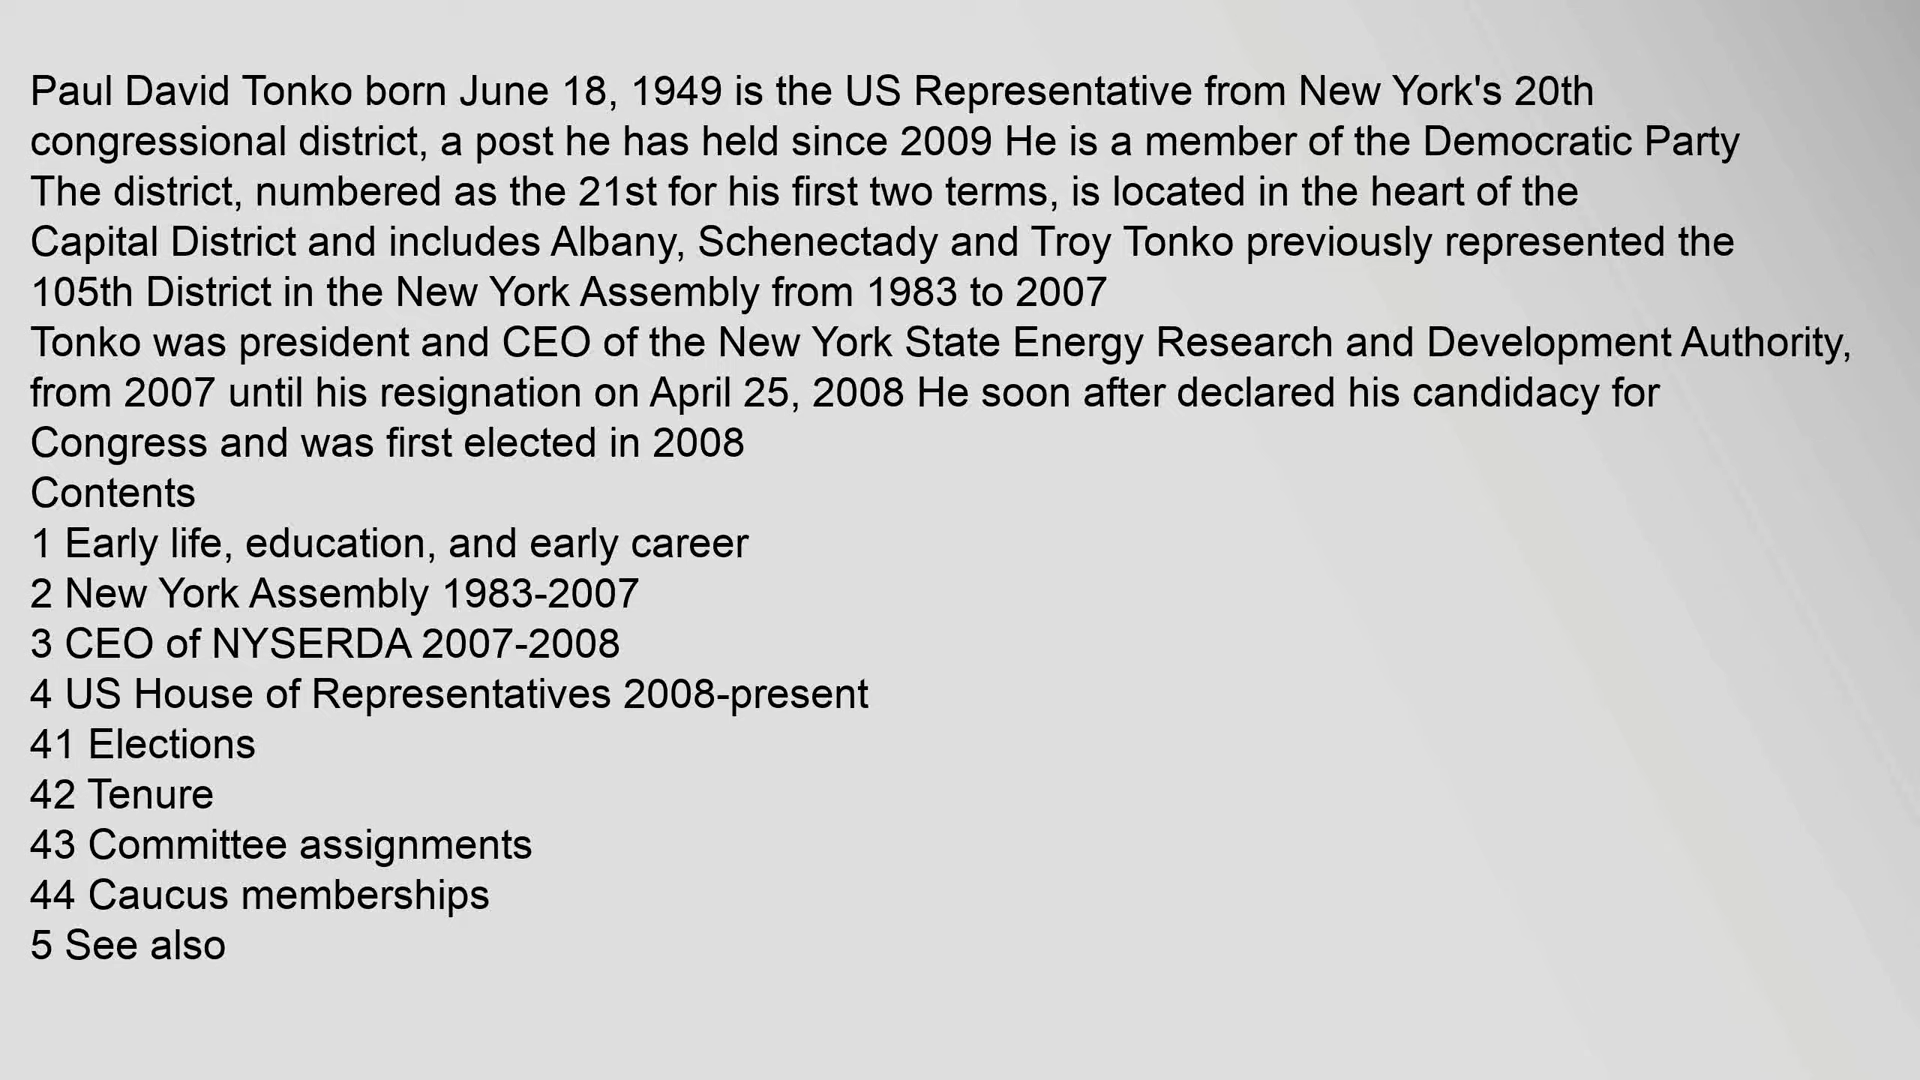 Paul David Tonko born June 18, 1949 is the US Representative from New York's 20th
congressional district, a post he has held since 2009 He is a member of the Democratic Party
The district, numbered as the 21st for his first two terms, is located in the heart of the
Capital District and includes Albany, Schenectady and Troy Tonko previously represented the
105th District in the New York Assembly from 1983 to 2007
Tonko was president and CEO of the New York State Energy Research and Development Authority,
from 2007 until his resignation on April 25, 2008 He soon after declared his candidacy for
Congress and was first elected in 2008
Contents
1 Early life, education, and early career
2 New York Assembly 1983-2007
3 CEO of NYSERDA 2007-2008
4 US House of Representatives 2008-present
41 Elections
42 Tenure
43 Committee assignments
44 Caucus memberships
5 See also